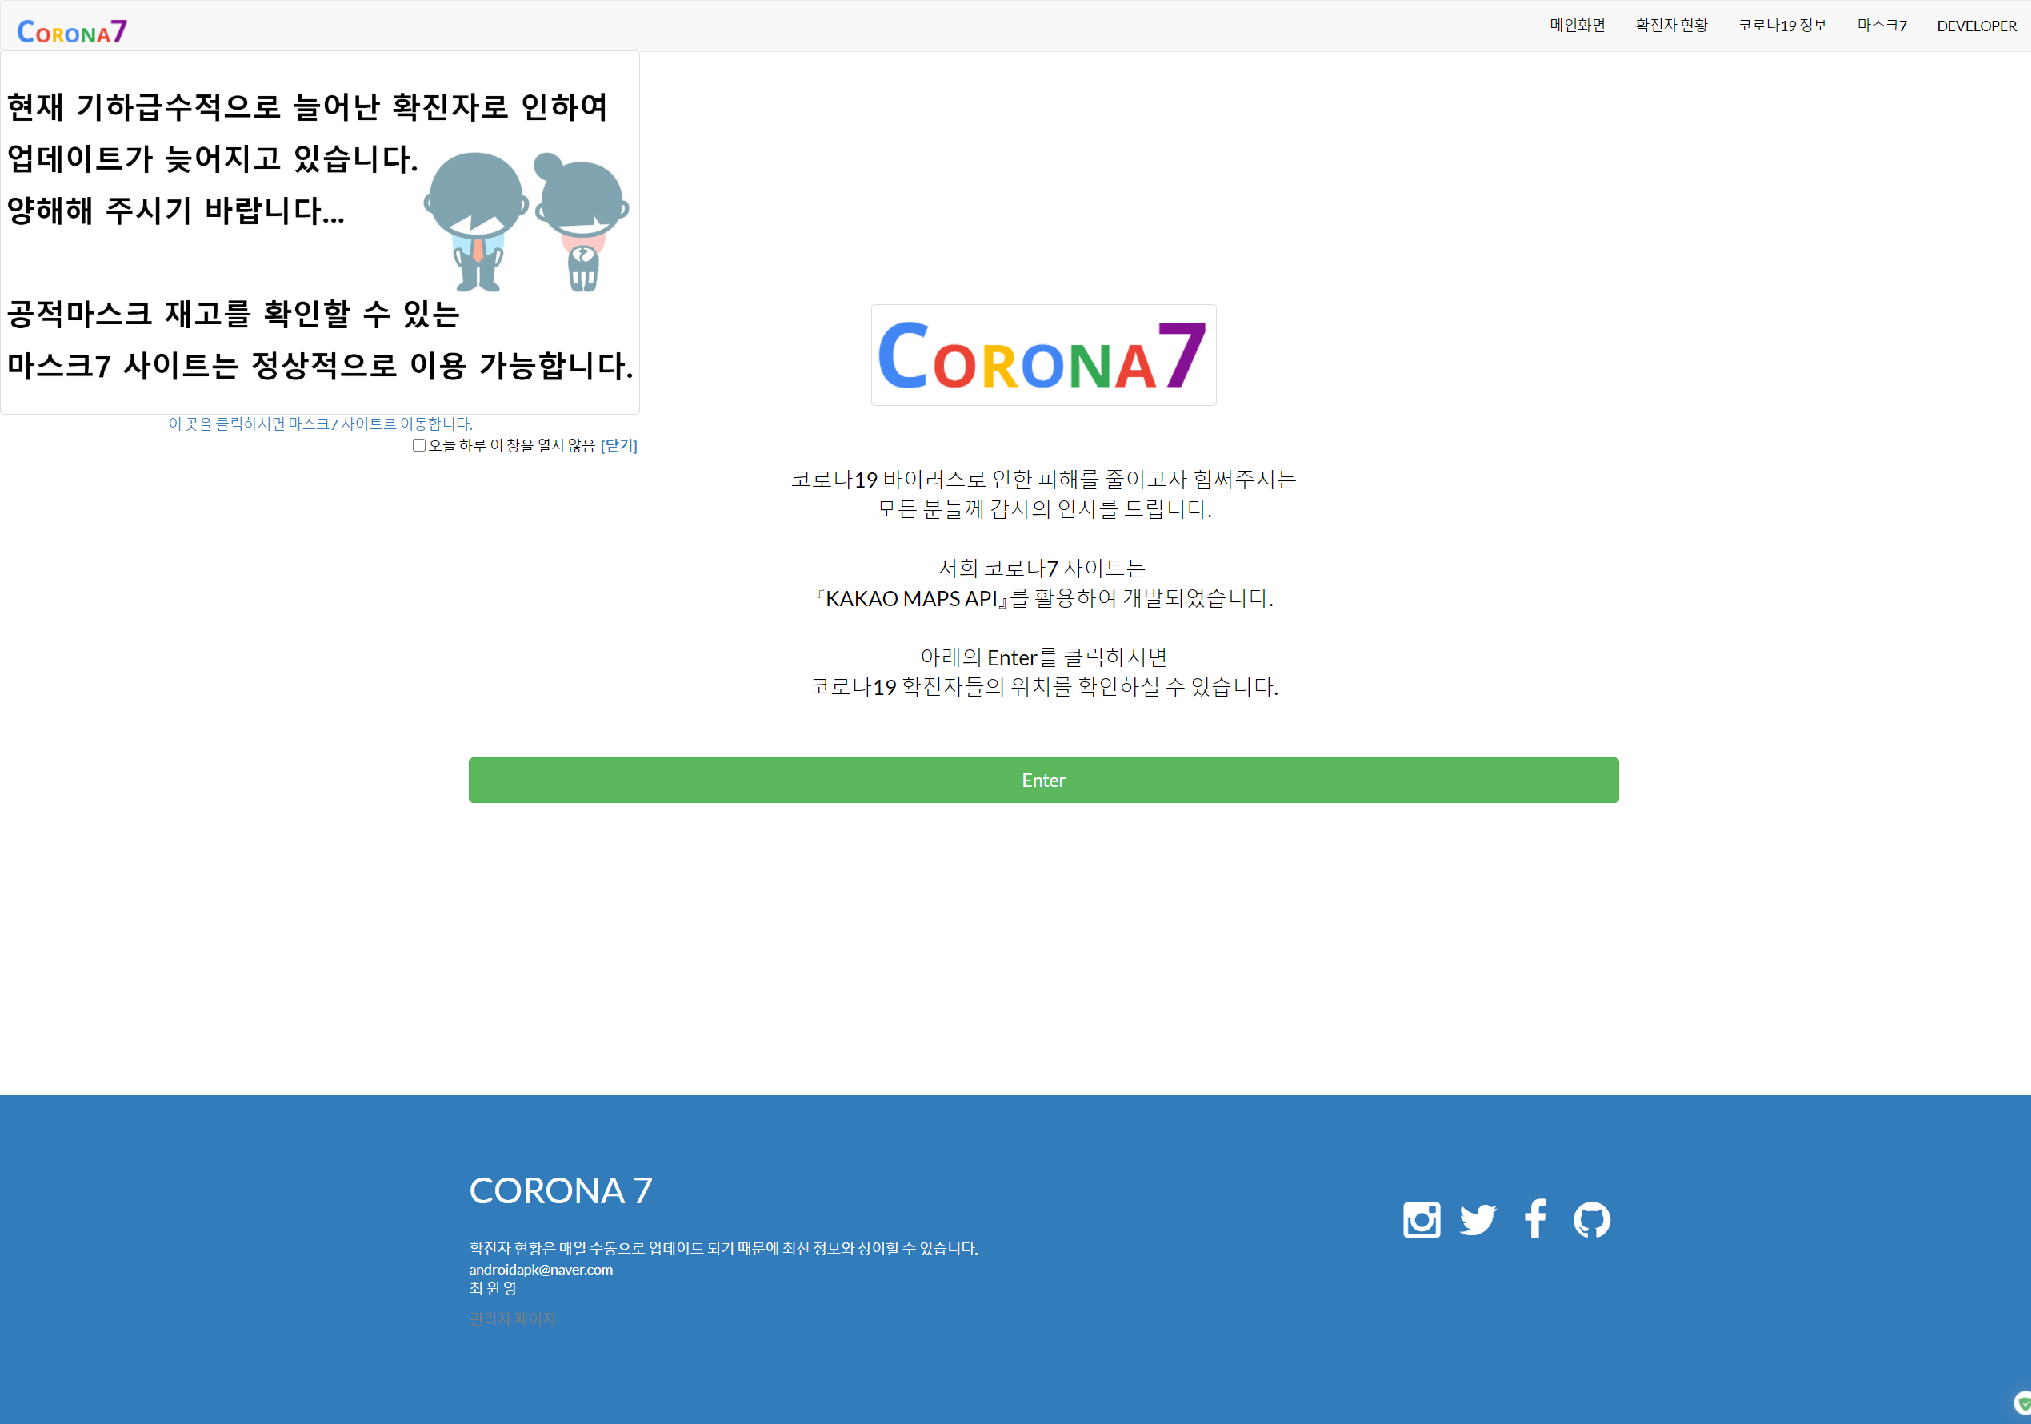 CORONA7
메인화면
확진자 현황
코로나19 정보
마스크7
DEVELOPER
현재 기하급수적으로 늘어난 확진자로 인하여
업데이트가 늦어지고 있습니다.
양해해 주시기 바랍니다...
공적마스크 재고를 확인할 수 있는
마스크7 사이트는 정상적으로 이용 가능합니다.
이 곳을 클릭하시면 마스크7 사이트로 이동합니다.
오늘 하루 이 창을 열지 않음 [닫기]
CORONA7
코로나19 바이러스로 인한 피해를 줄이고자 힘써주시는
모든 분들께 감사의 인사를 드립니다.
저희 코로나7 사이트는
『KAKAO MAPS API』를 활용하여 개발되었습니다.
아래의 Enter를 클릭하시면
코로나19 확진자들의 위치를 확인하실 수 있습니다.
Enter
CORONA 7
확진자 현황은 매일 수동으로 업데이트 되기 때문에 최신 정보와 상이할 수 있습니다.
androidapk@naver.com
최 원 영
관리자 페이지